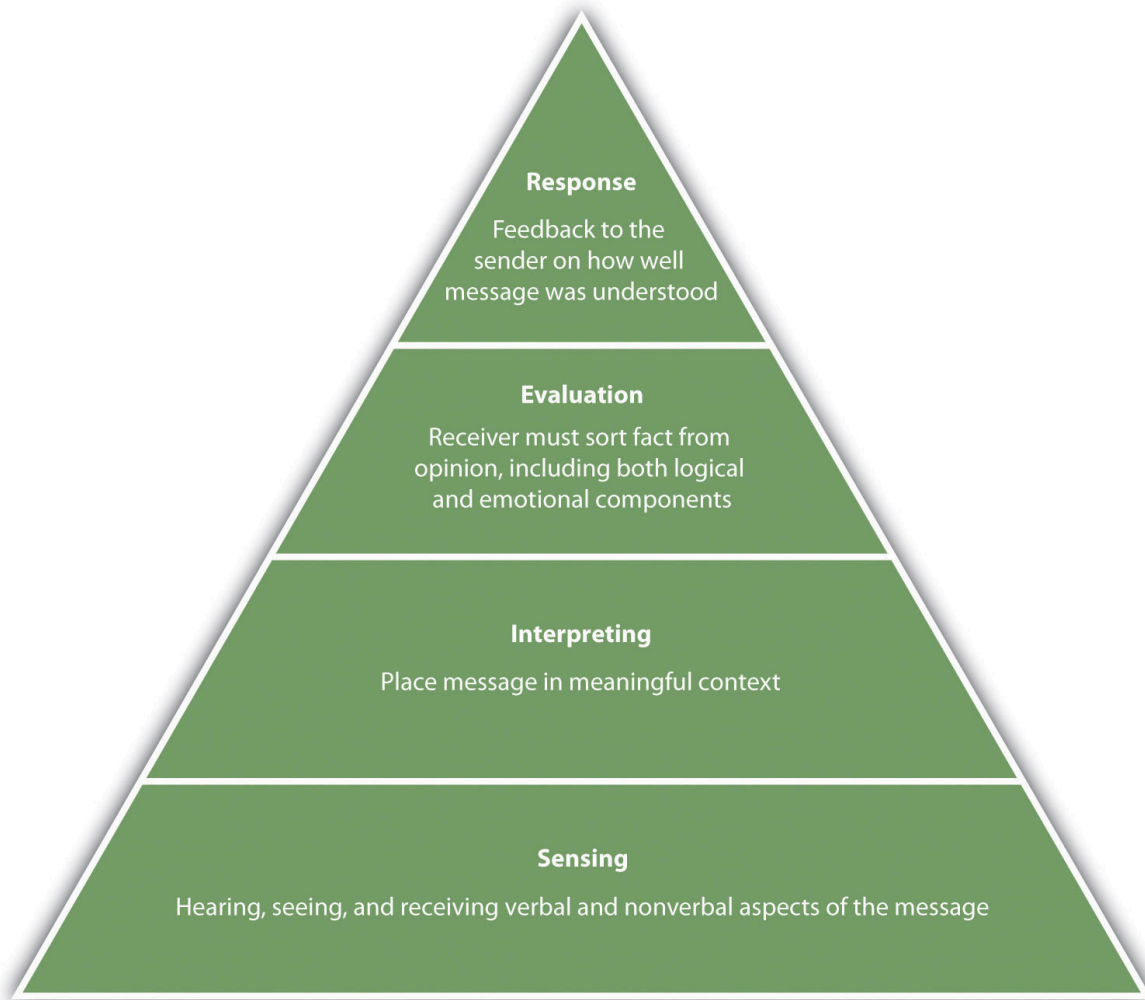 Response
Feedback to the
sender on how well
message was understood
Evaluation
Receiver must sort fact from
opinion, including both logical
and emotional components
Interpreting
Place message in meaningful context
Sensing
Hearing, seeing, and receiving verbal and nonverbal aspects of the message